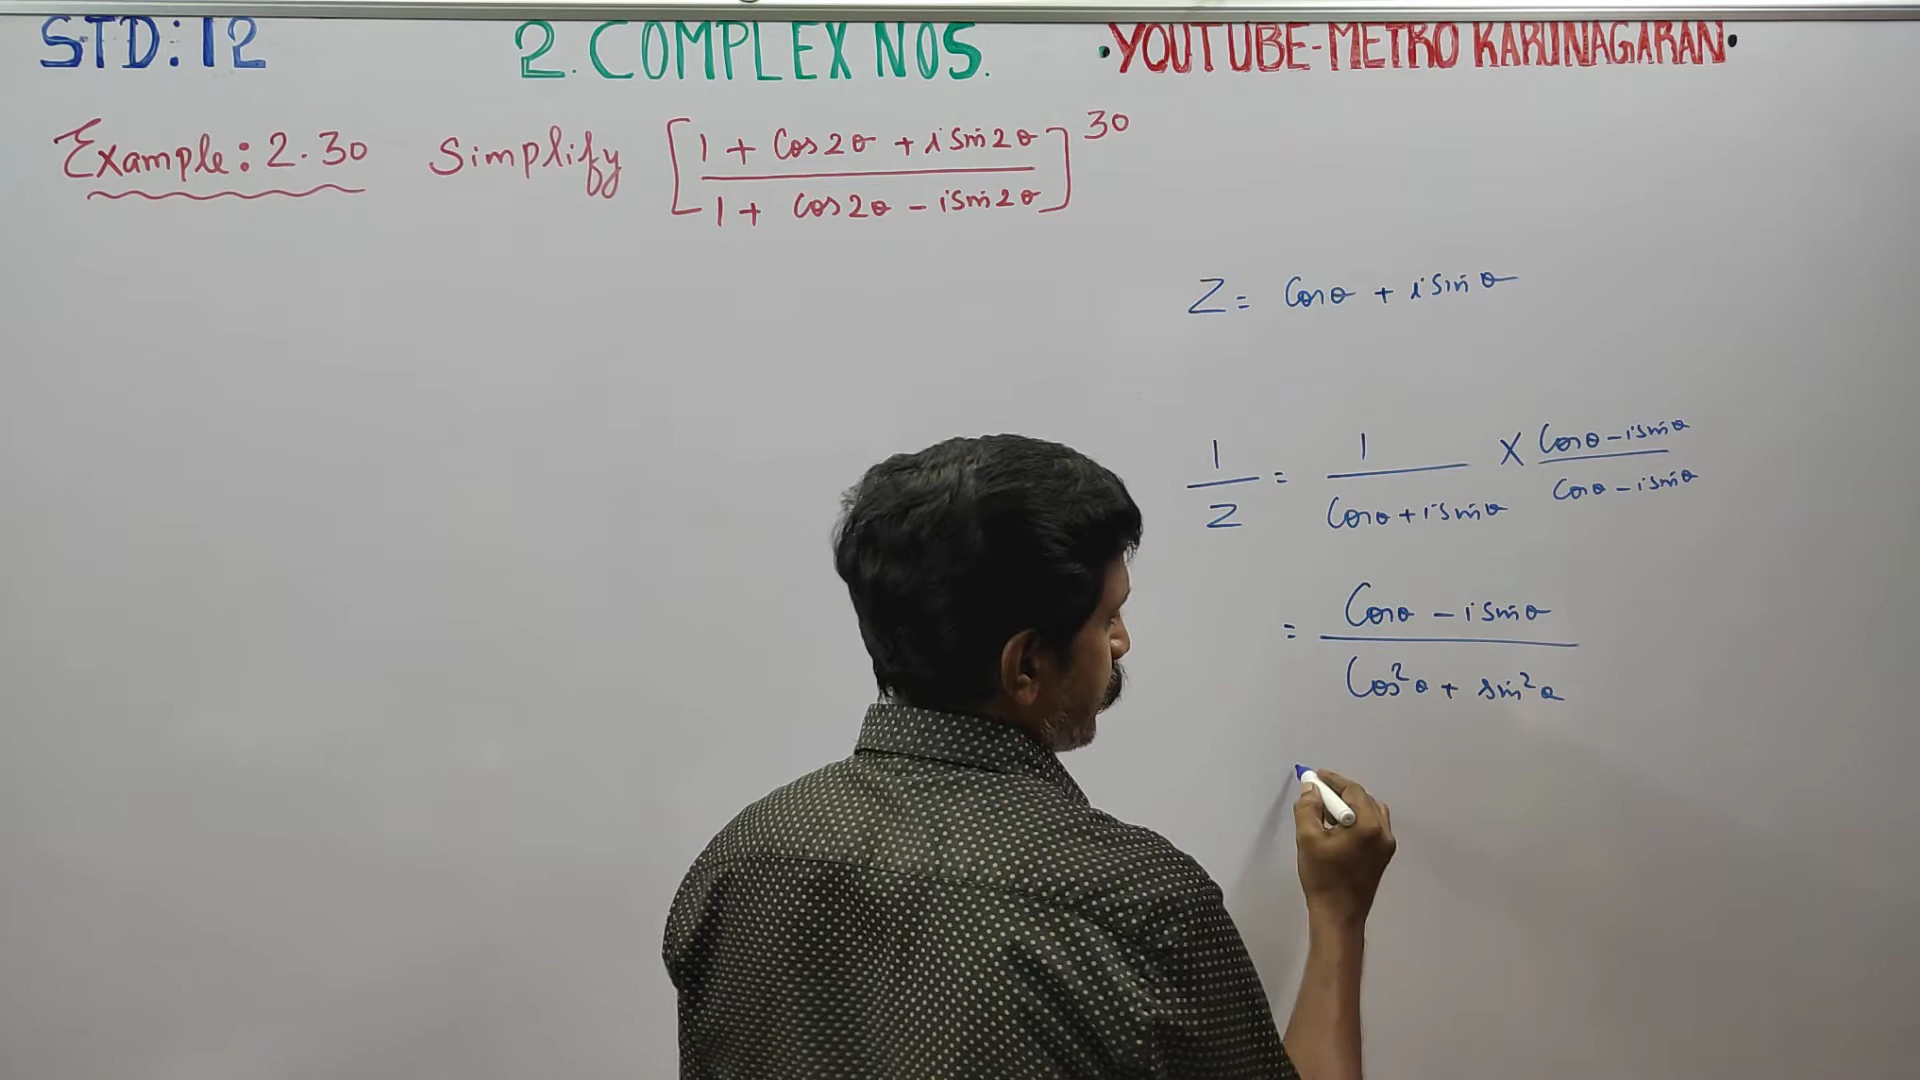 STD: 12 2. COMPLEX NOS. • YOUTUBE-METRO KARUNAGARAN •
Example: 2.30 Simplify [ (1 + Cos2θ + i Sin2θ) / (1 + Cos2θ - i Sin2θ) ]^30
Z = Cosθ + i Sin θ
1/Z = 1/(Cosθ + i Sinθ) × (Cosθ - i Sinθ)/(Cosθ - i Sinθ)
= (Cosθ - i Sinθ)/(Cos²θ + Sin²θ)